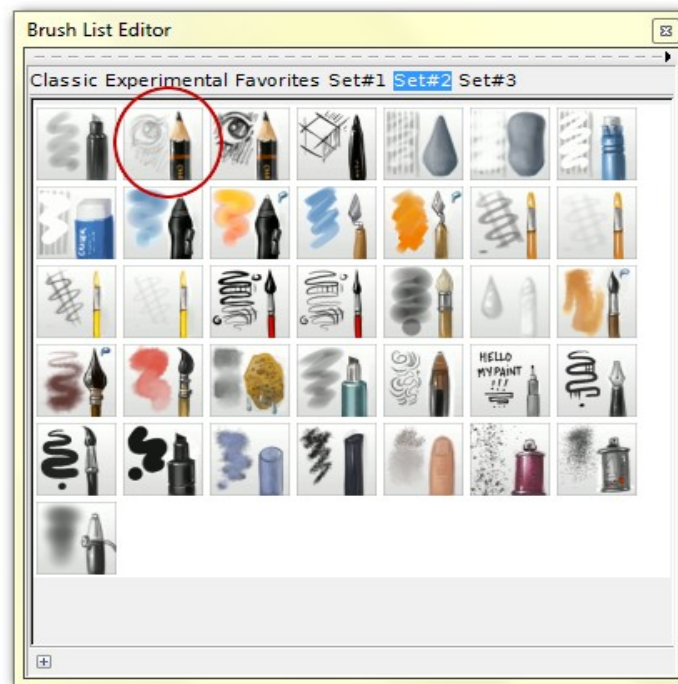 Brush List Editor
Classic Experimental Favorites Set#1 Set#2 Set#3
HELLO
MYPAINT
!!!